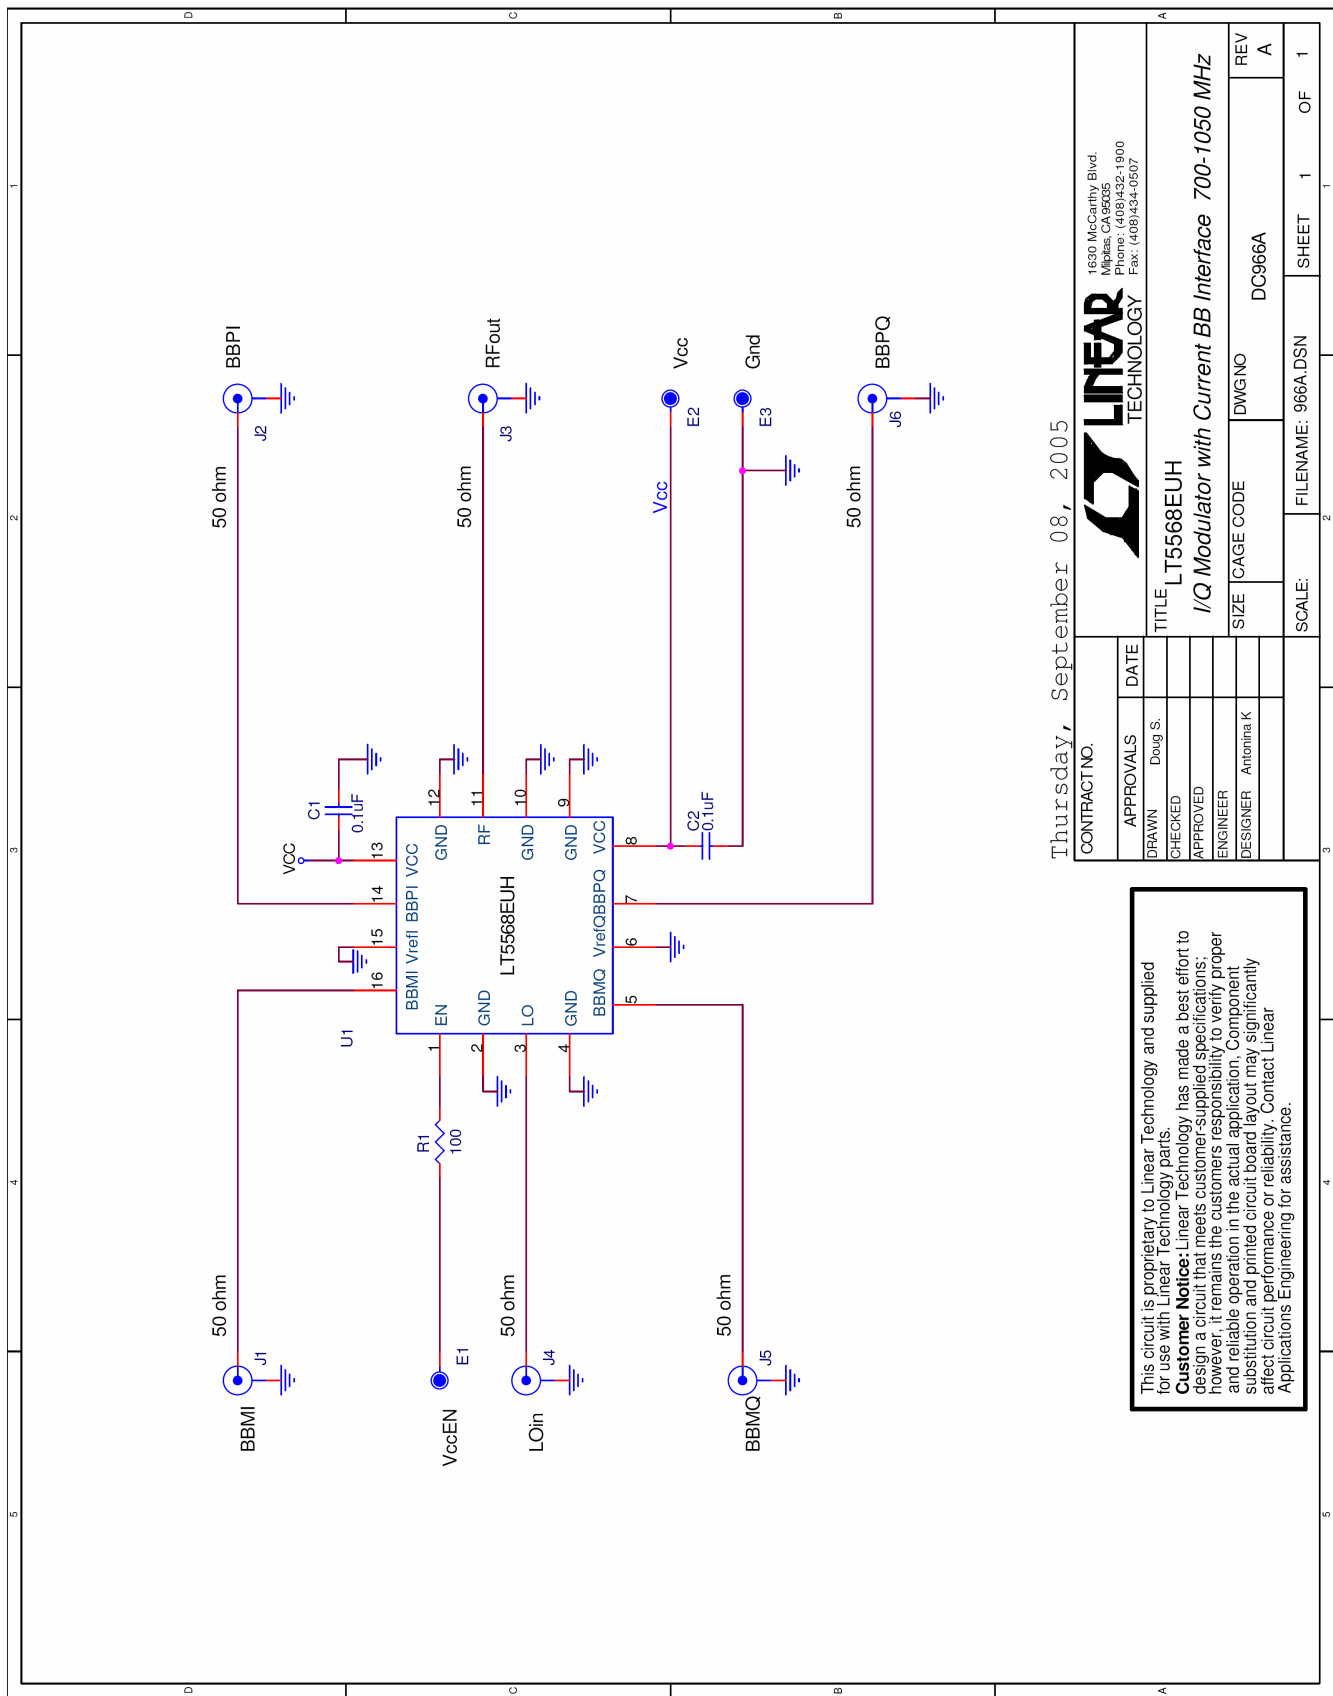 5
4
3
2
1
D
C
B
A
BBMI
J1
50 ohm
VccEN
E1
R1
100
LOin
J4
50 ohm
BBMQ
J5
50 ohm
U1
LT5568EUH
16
BBMI
15
VrefI
14
BBPI
13
VCC
1
EN
2
GND
3
LO
4
GND
5
BBMQ
6
VrefQ
7
BBPQ
8
VCC
12
GND
11
RF
10
GND
9
GND
VCC
C1
0.1uF
C2
0.1uF
50 ohm
J2
BBPI
50 ohm
J3
RFout
Vcc
E2
Vcc
E3
Gnd
50 ohm
J6
BBPQ
Thursday, September 08, 2005
This circuit is proprietary to Linear Technology and supplied
for use with Linear Technology parts.
Customer Notice: Linear Technology has made a best effort to
design a circuit that meets customer-supplied specifications;
however, it remains the customers responsibility to verify proper
and reliable operation in the actual application, Component
substitution and printed circuit board layout may significantly
affect circuit performance or reliability. Contact Linear
Applications Engineering for assistance.
CONTRACT NO.
APPROVALS
DATE
DRAWN Doug S.
CHECKED
APPROVED
ENGINEER
DESIGNER Antonina K
LINEAR
TECHNOLOGY
1630 McCarthy Blvd.
Milpitas, CA 95035
Phone: (408)432-1900
Fax: (408)434-0507
TITLE
LT5568EUH
I/Q Modulator with Current BB Interface 700-1050 MHz
SIZE
CAGE CODE
DWG NO
DC966A
REV
A
SCALE:
FILENAME: 966A.DSN
SHEET 1 OF 1
5
4
3
2
1
D
C
B
A